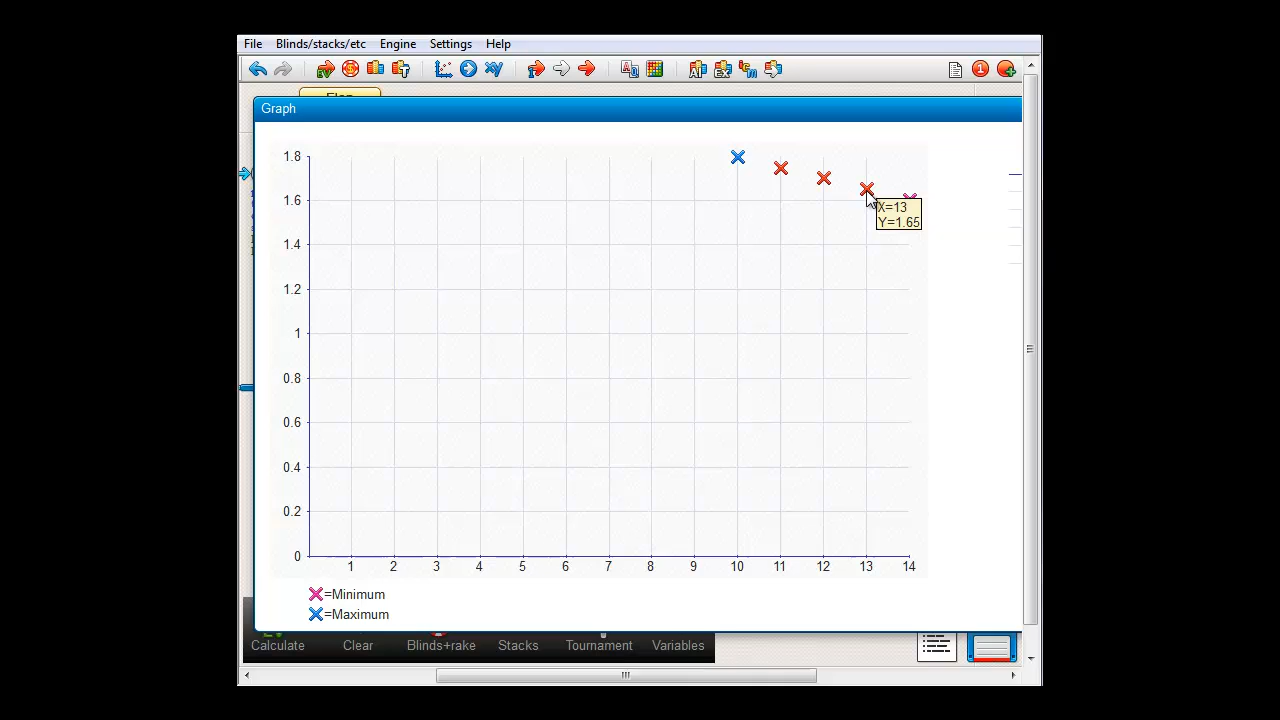 File Blinds/stacks/etc Engine Settings Help
Graph
1.8
1.6
1.4
1.2
1
0.8
0.6
0.4
0.2
0
X=13
Y=1.65
1 2 3 4 5 6 7 8 9 10 11 12 13 14
=Minimum
=Maximum
Calculate Clear Blinds+rake Stacks Tournament Variables